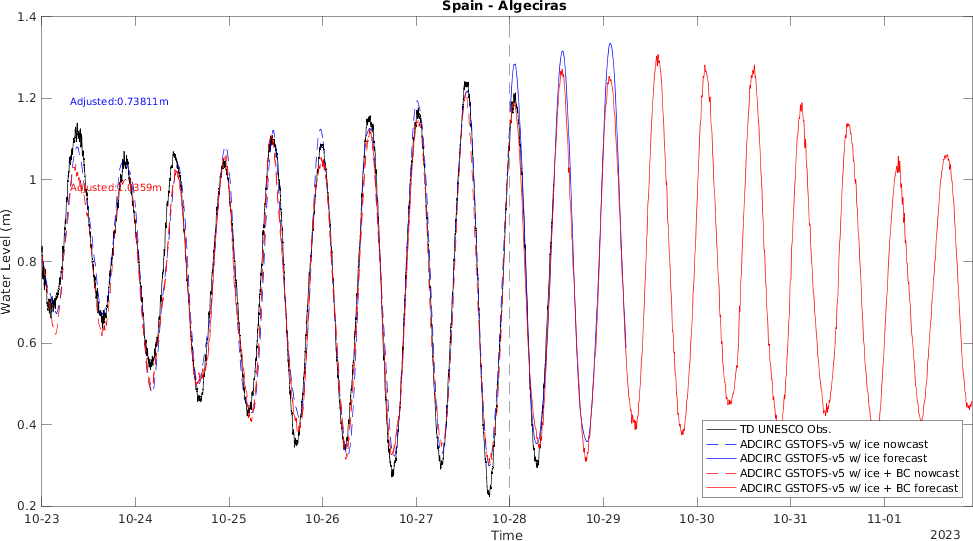 Spain - Algeciras
1.4
1.2
1
0.8
0.6
0.4
0.2
Water Level (m)
Adjusted:0.73811m
Adjusted:1.0359m
TD UNESCO Obs.
ADCIRC GSTOFS-v5 w/ ice nowcast
ADCIRC GSTOFS-v5 w/ ice forecast
ADCIRC GSTOFS-v5 w/ ice + BC nowcast
ADCIRC GSTOFS-v5 w/ ice + BC forecast
10-23 10-24 10-25 10-26 10-27 10-28 10-29 10-30 10-31 11-01
Time
2023